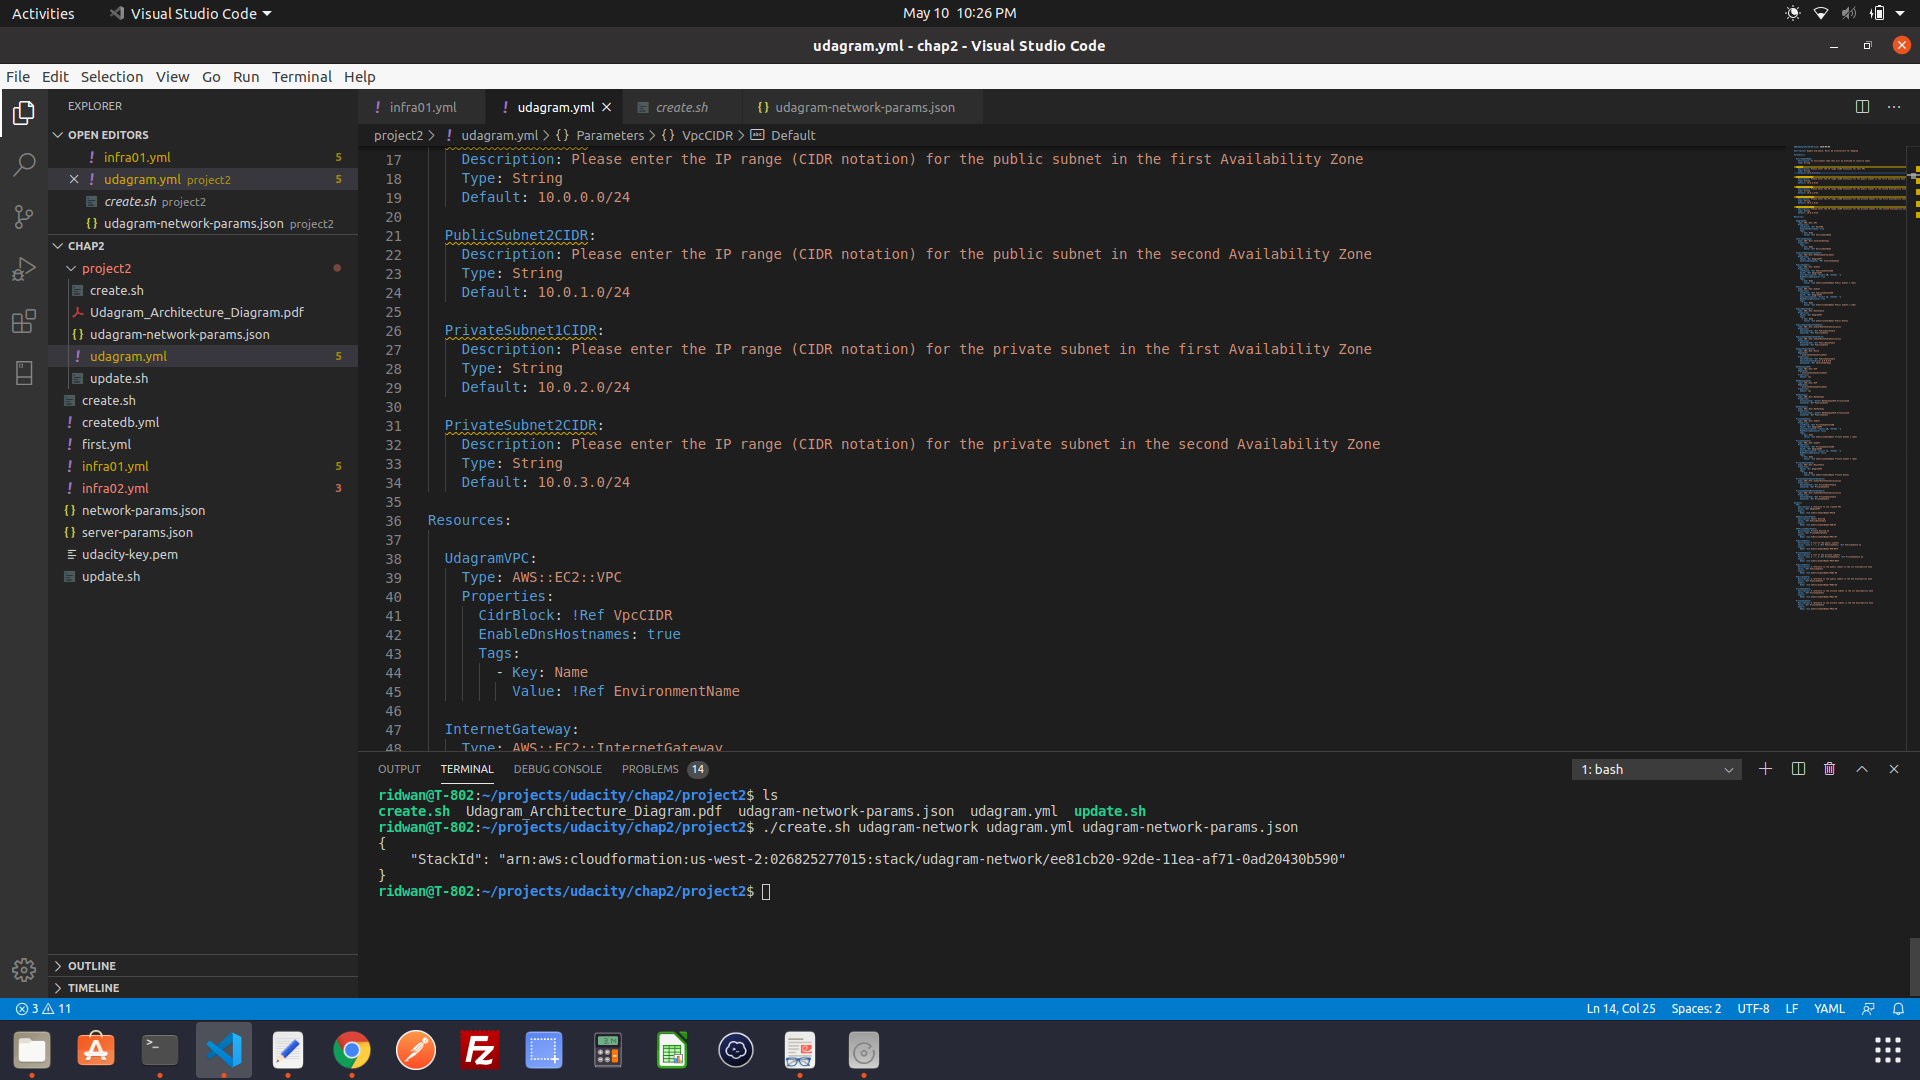 Activities
Visual Studio Code
May 10 10:26 PM
udagram.yml - chap2 - Visual Studio Code
File Edit Selection View Go Run Terminal Help
EXPLORER
OPEN EDITORS
! infra01.yml 5
× ! udagram.yml project2 5
create.sh project2
{} udagram-network-params.json project2
CHAP2
project2
create.sh
Udagram_Architecture_Diagram.pdf
{} udagram-network-params.json
! udagram.yml 5
update.sh
create.sh
! createdb.yml
! first.yml
! infra01.yml 5
! infra02.yml 3
{} network-params.json
{} server-params.json
udacity-key.pem
update.sh
OUTLINE
TIMELINE
! infra01.yml ! udagram.yml × create.sh {} udagram-network-params.json
project2 > ! udagram.yml > {} Parameters > {} VpcCIDR > abc Default
17 Description: Please enter the IP range (CIDR notation) for the public subnet in the first Availability Zone
18 Type: String
19 Default: 10.0.0.0/24
20
21 PublicSubnet2CIDR:
22 Description: Please enter the IP range (CIDR notation) for the public subnet in the second Availability Zone
23 Type: String
24 Default: 10.0.1.0/24
25
26 PrivateSubnet1CIDR:
27 Description: Please enter the IP range (CIDR notation) for the private subnet in the first Availability Zone
28 Type: String
29 Default: 10.0.2.0/24
30
31 PrivateSubnet2CIDR:
32 Description: Please enter the IP range (CIDR notation) for the private subnet in the second Availability Zone
33 Type: String
34 Default: 10.0.3.0/24
35
36 Resources:
37
38 UdagramVPC:
39 Type: AWS::EC2::VPC
40 Properties:
41 CidrBlock: !Ref VpcCIDR
42 EnableDnsHostnames: true
43 Tags:
44 - Key: Name
45 Value: !Ref EnvironmentName
46
47 InternetGateway:
48 Type: AWS::EC2::InternetGateway
OUTPUT TERMINAL DEBUG CONSOLE PROBLEMS 14
1: bash
ridwan@T-802:~/projects/udacity/chap2/project2$ ls
create.sh Udagram_Architecture_Diagram.pdf udagram-network-params.json udagram.yml update.sh
ridwan@T-802:~/projects/udacity/chap2/project2$ ./create.sh udagram-network udagram.yml udagram-network-params.json
{
"StackId": "arn:aws:cloudformation:us-west-2:026825277015:stack/udagram-network/ee81cb20-92de-11ea-af71-0ad20430b590"
}
ridwan@T-802:~/projects/udacity/chap2/project2$
3 11
Ln 14, Col 25 Spaces: 2 UTF-8 LF YAML